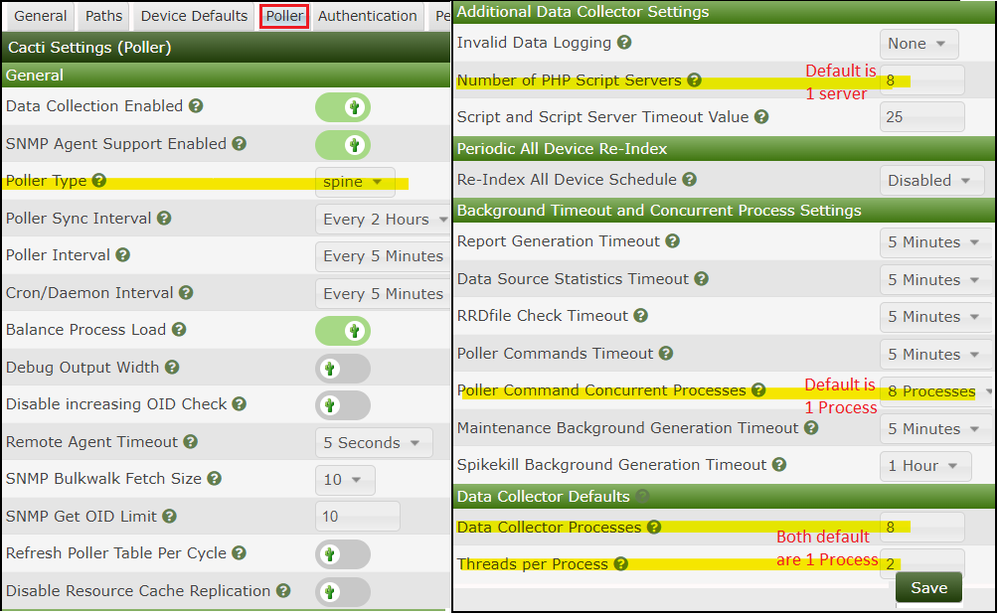 General Paths Device Defaults Poller Authentication Pe
Cacti Settings (Poller)
General
Data Collection Enabled
SNMP Agent Support Enabled
Poller Type spine
Poller Sync Interval Every 2 Hours
Poller Interval Every 5 Minutes
Cron/Daemon Interval Every 5 Minutes
Balance Process Load
Debug Output Width
Disable increasing OID Check
Remote Agent Timeout 5 Seconds
SNMP Bulkwalk Fetch Size 10
SNMP Get OID Limit 10
Refresh Poller Table Per Cycle
Disable Resource Cache Replication
Additional Data Collector Settings
Invalid Data Logging None
Number of PHP Script Servers 8
Default is
1 server
Script and Script Server Timeout Value 25
Periodic All Device Re-Index
Re-Index All Device Schedule Disabled
Background Timeout and Concurrent Process Settings
Report Generation Timeout 5 Minutes
Data Source Statistics Timeout 5 Minutes
RRDfile Check Timeout 5 Minutes
Poller Commands Timeout 5 Minutes
Poller Command Concurrent Processes 8 Processes
Default is
1 Process
Maintenance Background Generation Timeout 5 Minutes
Spikekill Background Generation Timeout 1 Hour
Data Collector Defaults
Data Collector Processes 8
Both default
are 1 Process
Threads per Process 2
Save